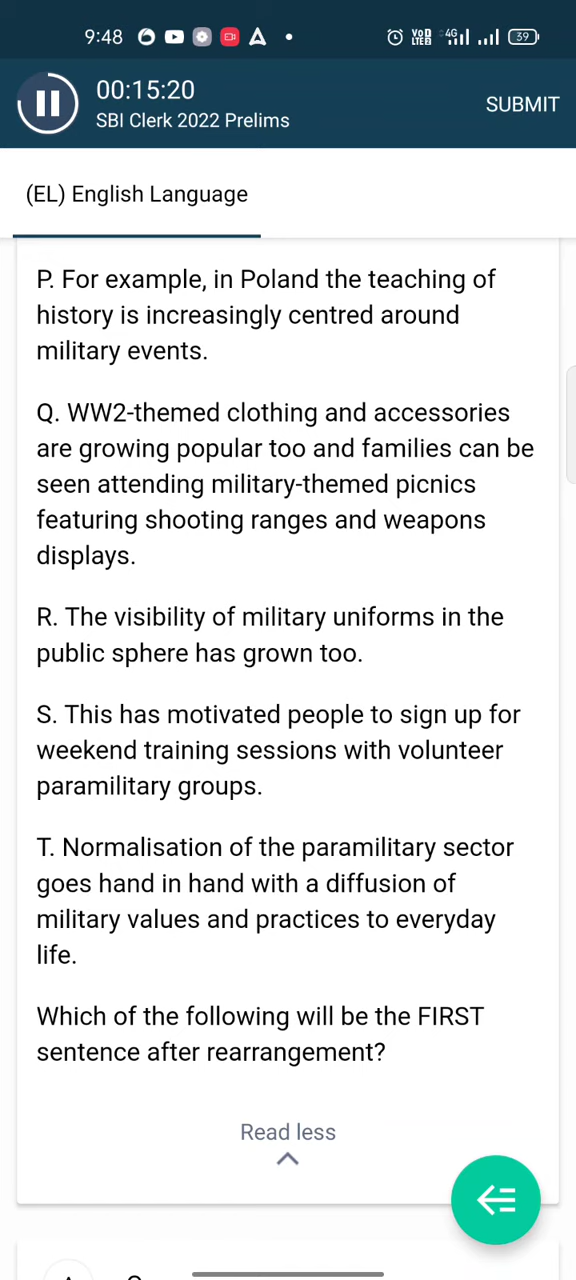 9:48
VoD
LTE2
4G
39
00:15:20
SUBMIT
SBI Clerk 2022 Prelims
(EL) English Language
P. For example, in Poland the teaching of
history is increasingly centred around
military events.
Q. WW2-themed clothing and accessories
are growing popular too and families can be
seen attending military-themed picnics
featuring shooting ranges and weapons
displays.
R. The visibility of military uniforms in the
public sphere has grown too.
S. This has motivated people to sign up for
weekend training sessions with volunteer
paramilitary groups.
T. Normalisation of the paramilitary sector
goes hand in hand with a diffusion of
military values and practices to everyday
life.
Which of the following will be the FIRST
sentence after rearrangement?
Read less